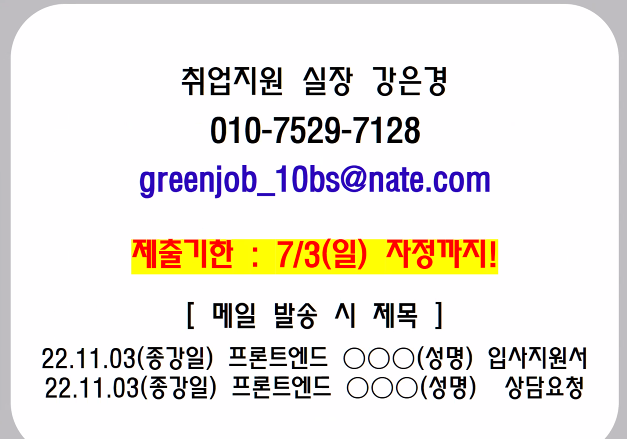 취업지원 실장 강은경
010-7529-7128
greenjob_10bs@nate.com
제출기한 : 7/3(일) 자정까지!
[ 메일 발송 시 제목 ]
22.11.03(종강일) 프론트엔드 ○○○(성명) 입사지원서
22.11.03(종강일) 프론트엔드 ○○○(성명) 상담요청